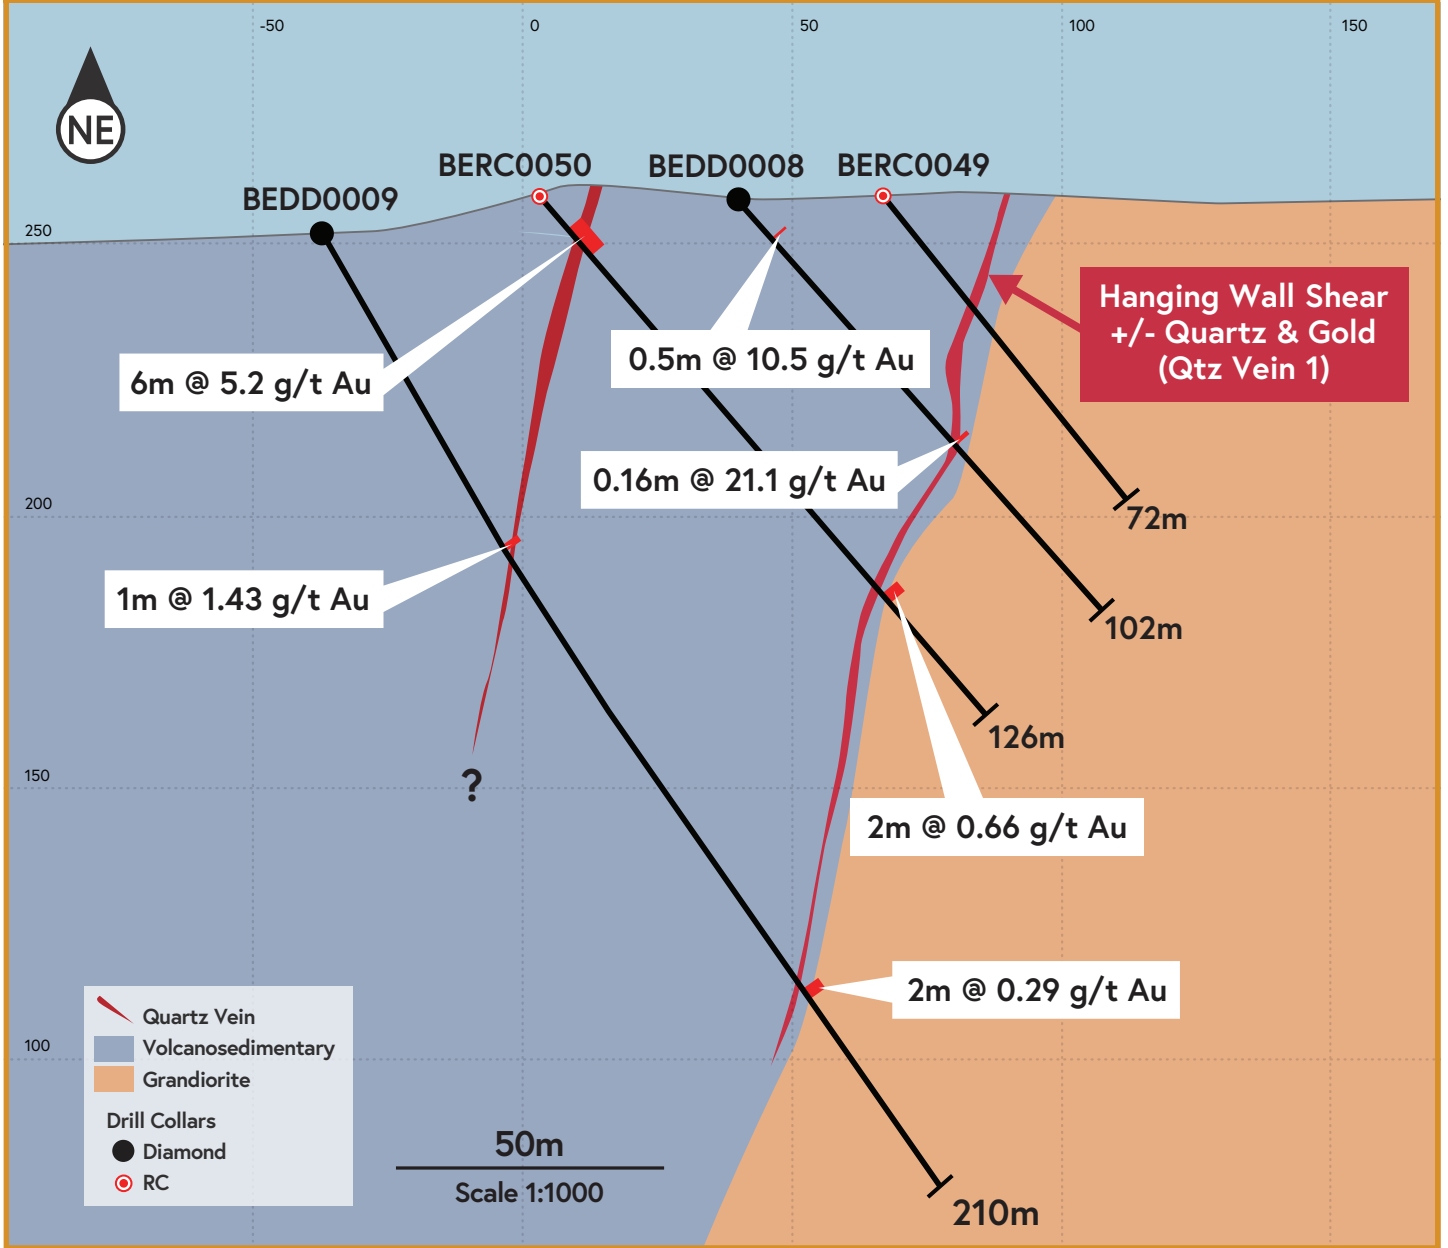 -50
0
50
100
150
NE
BERC0050
BEDD0008
BERC0049
BEDD0009
250
Hanging Wall Shear
+/- Quartz & Gold
(Qtz Vein 1)
0.5m @ 10.5 g/t Au
6m @ 5.2 g/t Au
0.16m @ 21.1 g/t Au
200
72m
1m @ 1.43 g/t Au
102m
126m
150
?
2m @ 0.66 g/t Au
2m @ 0.29 g/t Au
100
Quartz Vein
Volcanosedimentary
Grandiorite
Drill Collars
Diamond
RC
50m
Scale 1:1000
210m